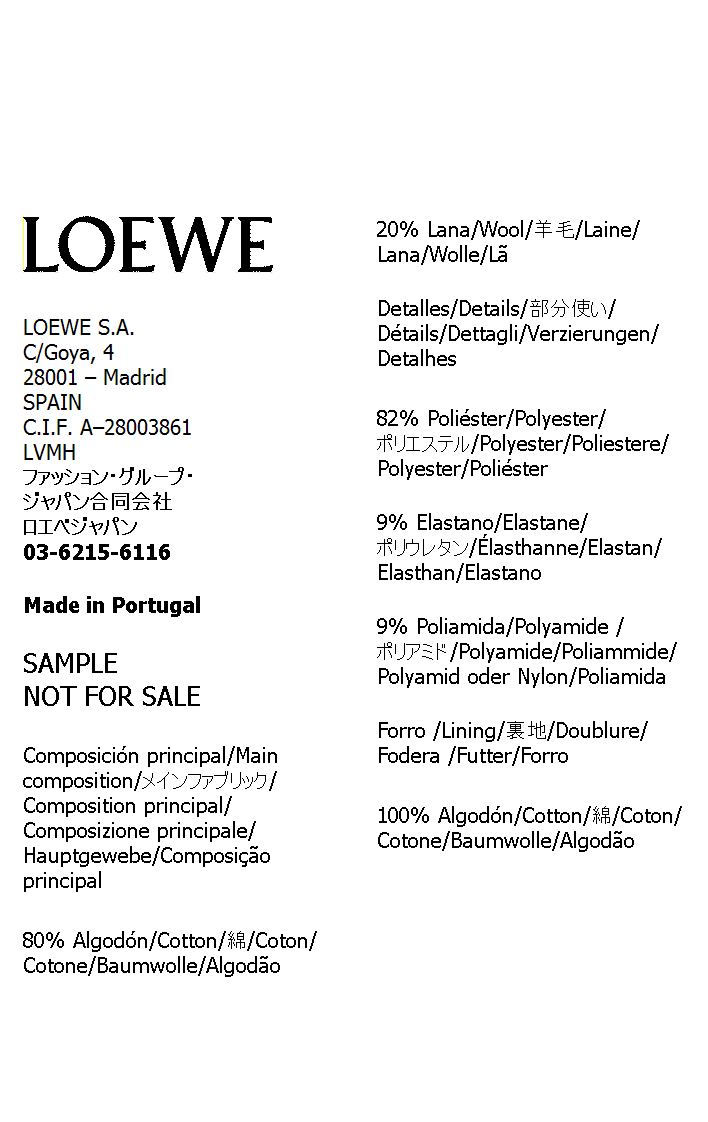 LOEWE
LOEWE S.A.
C/Goya, 4
28001 – Madrid
SPAIN
C.I.F. A–28003861
LVMH
ファッション･グループ･
ジャパン合同会社
ロエベジャパン
03-6215-6116
Made in Portugal
SAMPLE
NOT FOR SALE
Composición principal/Main
composition/メインファブリック/
Composition principal/
Composizione principale/
Hauptgewebe/Composição
principal
80% Algodón/Cotton/綿/Coton/
Cotone/Baumwolle/Algodão
20% Lana/Wool/羊毛/Laine/
Lana/Wolle/Lã
Detalles/Details/部分使い/
Détails/Dettagli/Verzierungen/
Detalhes
82% Poliéster/Polyester/
ポリエステル/Polyester/Poliestere/
Polyester/Poliéster
9% Elastano/Elastane/
ポリウレタン/Élasthanne/Elastan/
Elasthan/Elastano
9% Poliamida/Polyamide /
ポリアミド/Polyamide/Poliammide/
Polyamid oder Nylon/Poliamida
Forro /Lining/裏地/Doublure/
Fodera /Futter/Forro
100% Algodón/Cotton/綿/Coton/
Cotone/Baumwolle/Algodão